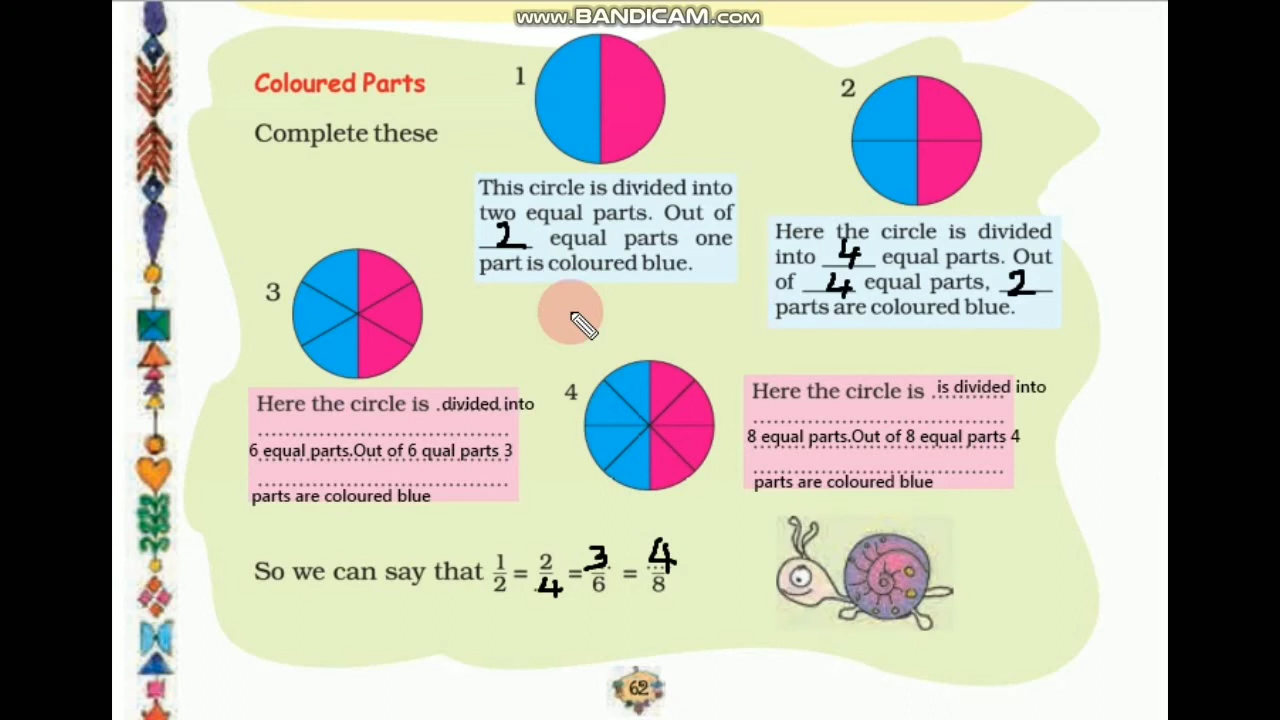 www.BANDICAM.com
Coloured Parts
Complete these
1
This circle is divided into
two equal parts. Out of
2 equal parts one
part is coloured blue.
2
Here the circle is divided
into 4 equal parts. Out
of 4 equal parts, 2
parts are coloured blue.
3
Here the circle is divided into
6 equal parts.Out of 6 qual parts 3
parts are coloured blue
4
Here the circle is is divided into
8 equal parts.Out of 8 equal parts 4
parts are coloured blue
So we can say that 1/2 = 2/4 = 3/6 = 4/8
62